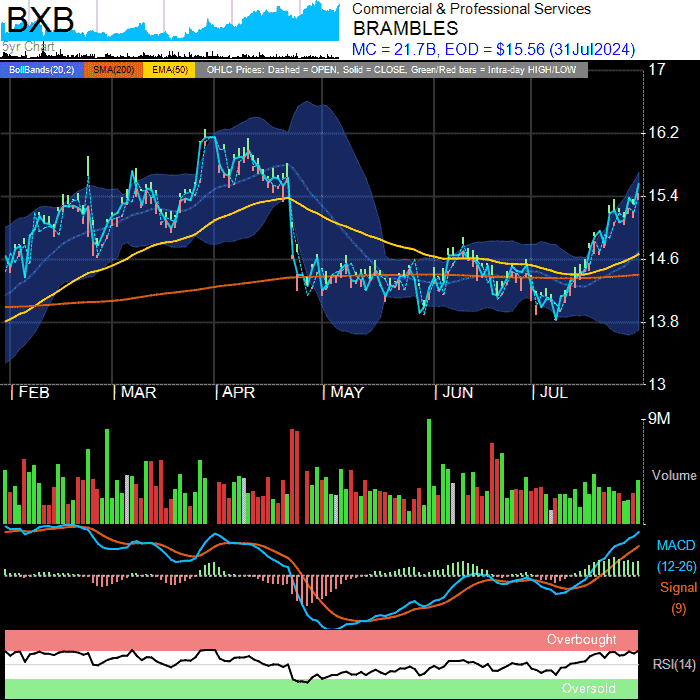 BXB
5yr Chart
Commercial & Professional Services
BRAMBLES
MC = 21.7B, EOD = $15.56 (31Jul2024)
BollBands(20,2) SMA(200) EMA(50) OHLC Prices: Dashed = OPEN, Solid = CLOSE, Green/Red bars = Intra-day HIGH/LOW
17
16.2
15.4
14.6
13.8
13
FEB MAR APR MAY JUN JUL
9M
Volume
MACD
(12-26)
Signal
(9)
Overbought
RSI(14)
Oversold